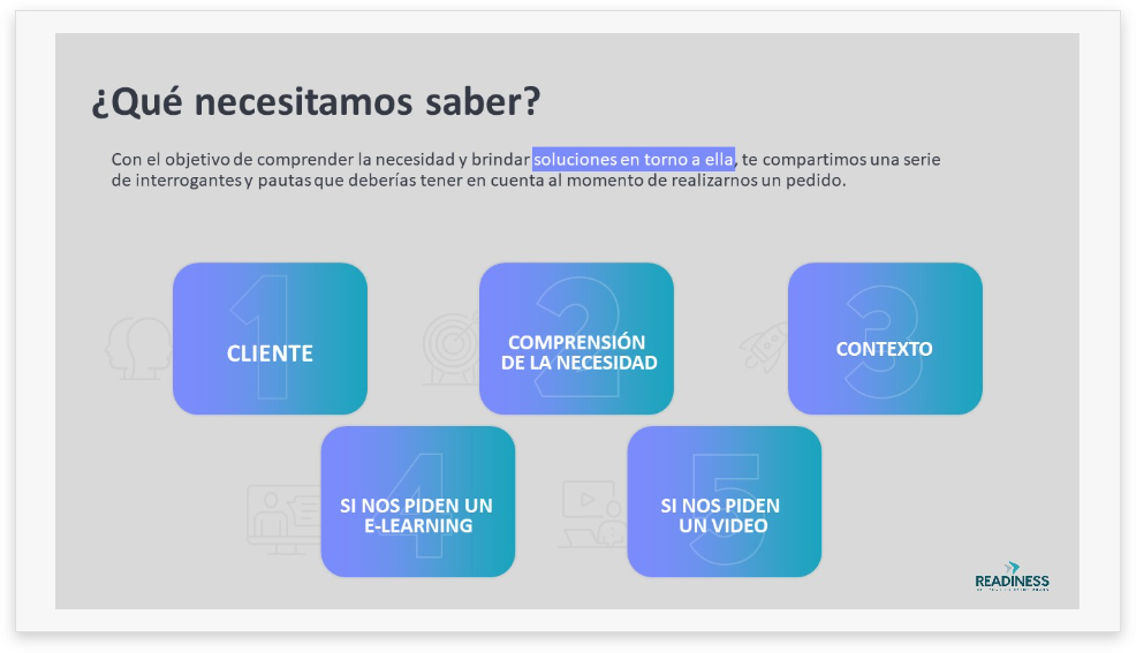 ¿Qué necesitamos saber?
Con el objetivo de comprender la necesidad y brindar soluciones en torno a ella, te compartimos una serie
de interrogantes y pautas que deberías tener en cuenta al momento de realizarnos un pedido.
1
CLIENTE
2
COMPRENSIÓN
DE LA NECESIDAD
3
CONTEXTO
4
SI NOS PIDEN UN
E-LEARNING
5
SI NOS PIDEN
UN VIDEO
READINESS